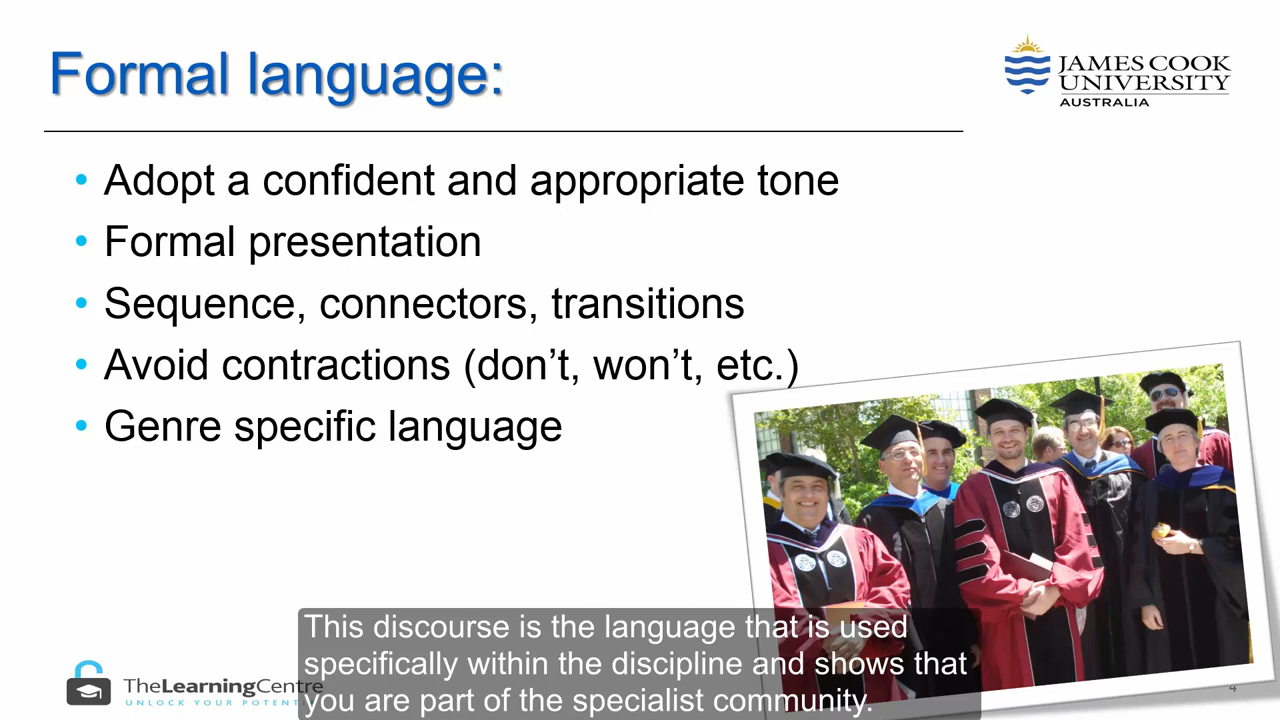 Formal language:
JAMES COOK
UNIVERSITY
AUSTRALIA
• Adopt a confident and appropriate tone
• Formal presentation
• Sequence, connectors, transitions
• Avoid contractions (don’t, won’t, etc.)
• Genre specific language
This discourse is the language that is used
specifically within the discipline and shows that
you are part of the specialist community.
TheLearningCentre
UNLOCK YOUR
4